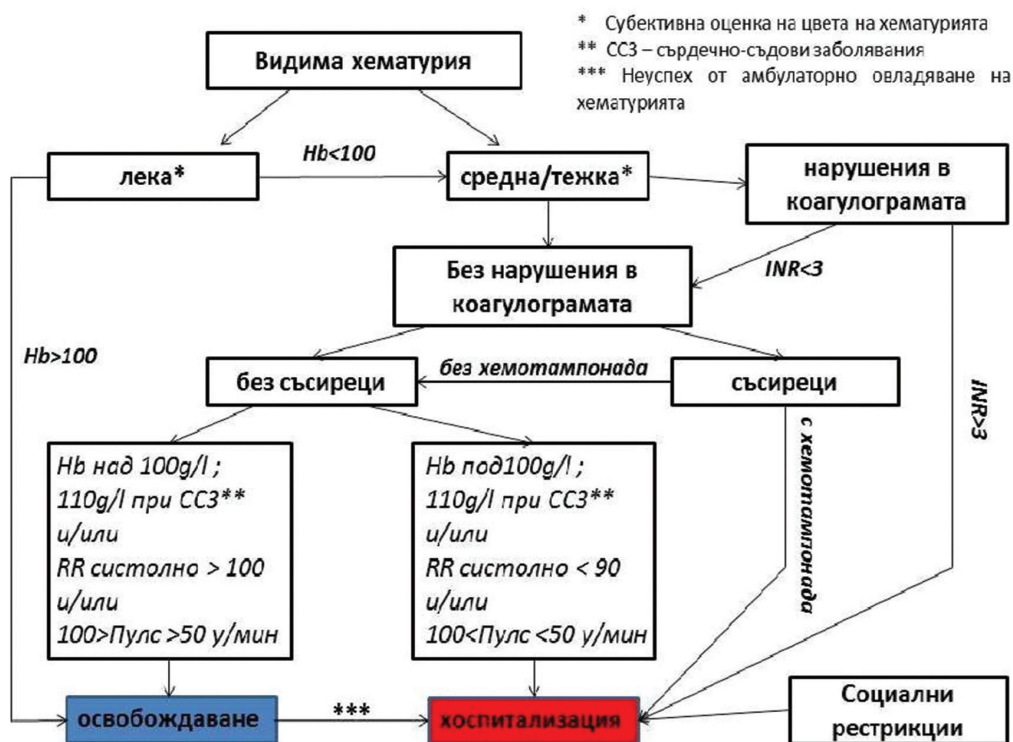 * Субективна оценка на цвета на хематурията
** ССЗ – сърдечно-съдови заболявания
*** Неуспех от амбулаторно овладяване на
хематурията
Видима хематурия
лека*
Hb<100
средна/тежка*
нарушения в
коагулограмата
Без нарушения в
коагулограмата
INR<3
Hb>100
без съсиреци
без хемотампонада
съсиреци
INR>3
с хемотампонада
Hb над 100g/l ;
110g/l при ССЗ**
и/или
RR систолно > 100
и/или
100>Пулс >50 у/мин
Hb под100g/l ;
110g/l при ССЗ**
и/или
RR систолно < 90
и/или
100<Пулс <50 у/мин
освобождаване
***
хоспитализация
Социални
рестрикции